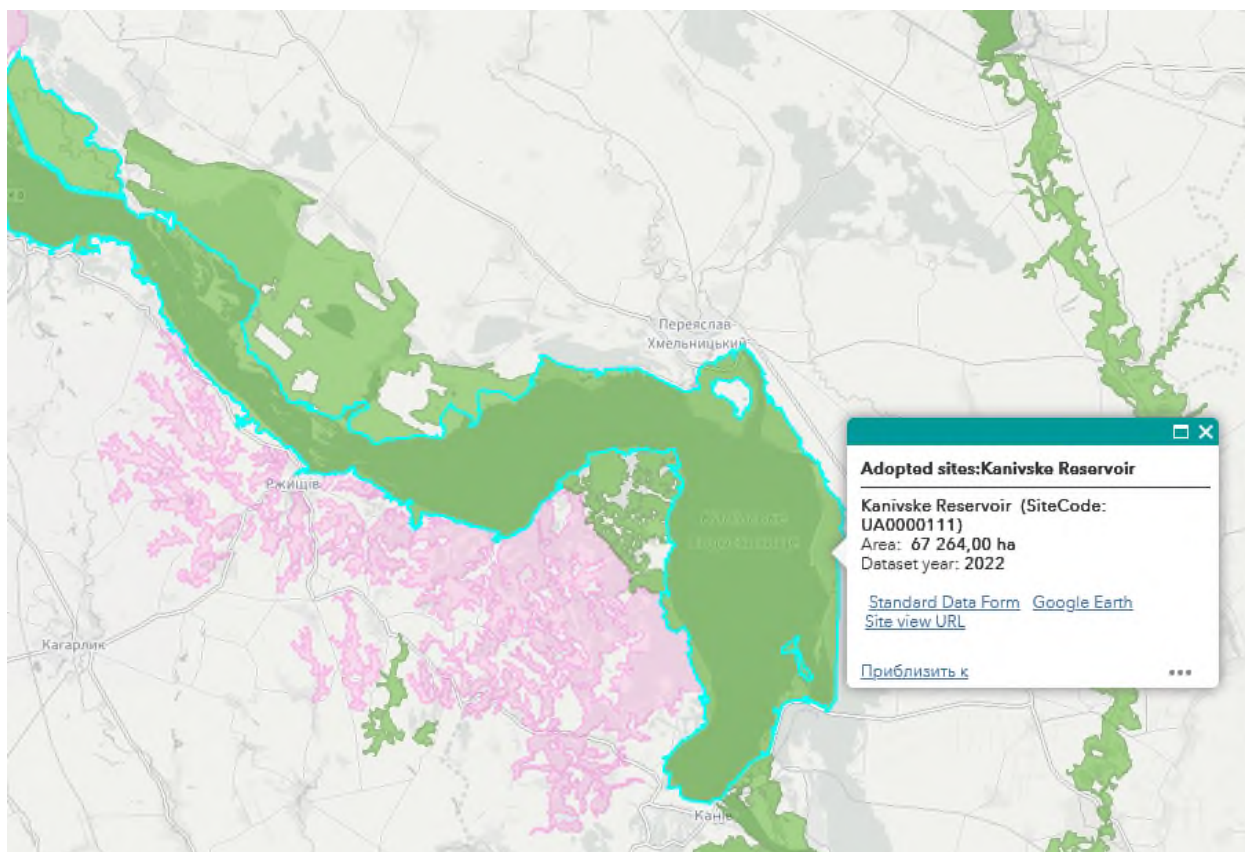 Переяслав
Хмельницький
Ржищів
Кагарлик
Канів
Adopted sites:Kanivske Reservoir
Kanivske Reservoir (SiteCode:
UA0000111)
Area: 67 264,00 ha
Dataset year: 2022
Standard Data Form Google Earth
Site view URL
Приблизить к